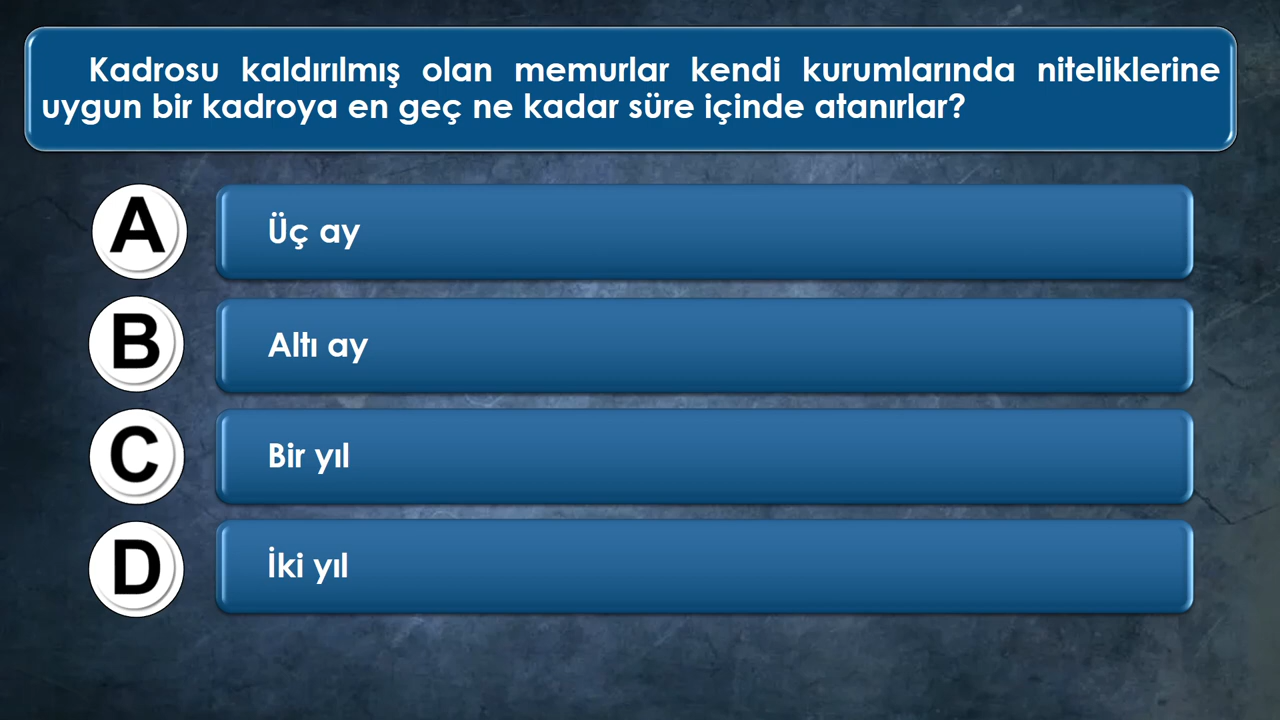 Kadrosu kaldırılmış olan memurlar kendi kurumlarında niteliklerine
uygun bir kadroya en geç ne kadar süre içinde atanırlar?
A
Üç ay
B
Altı ay
C
Bir yıl
D
İki yıl